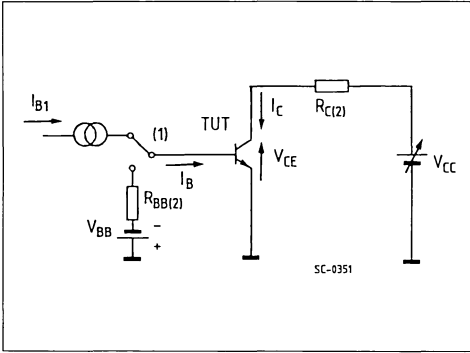 I_B1
(1)
TUT
I_C
R_C(2)
V_CE
V_CC
I_B
R_BB(2)
V_BB
−
+
SC-0351